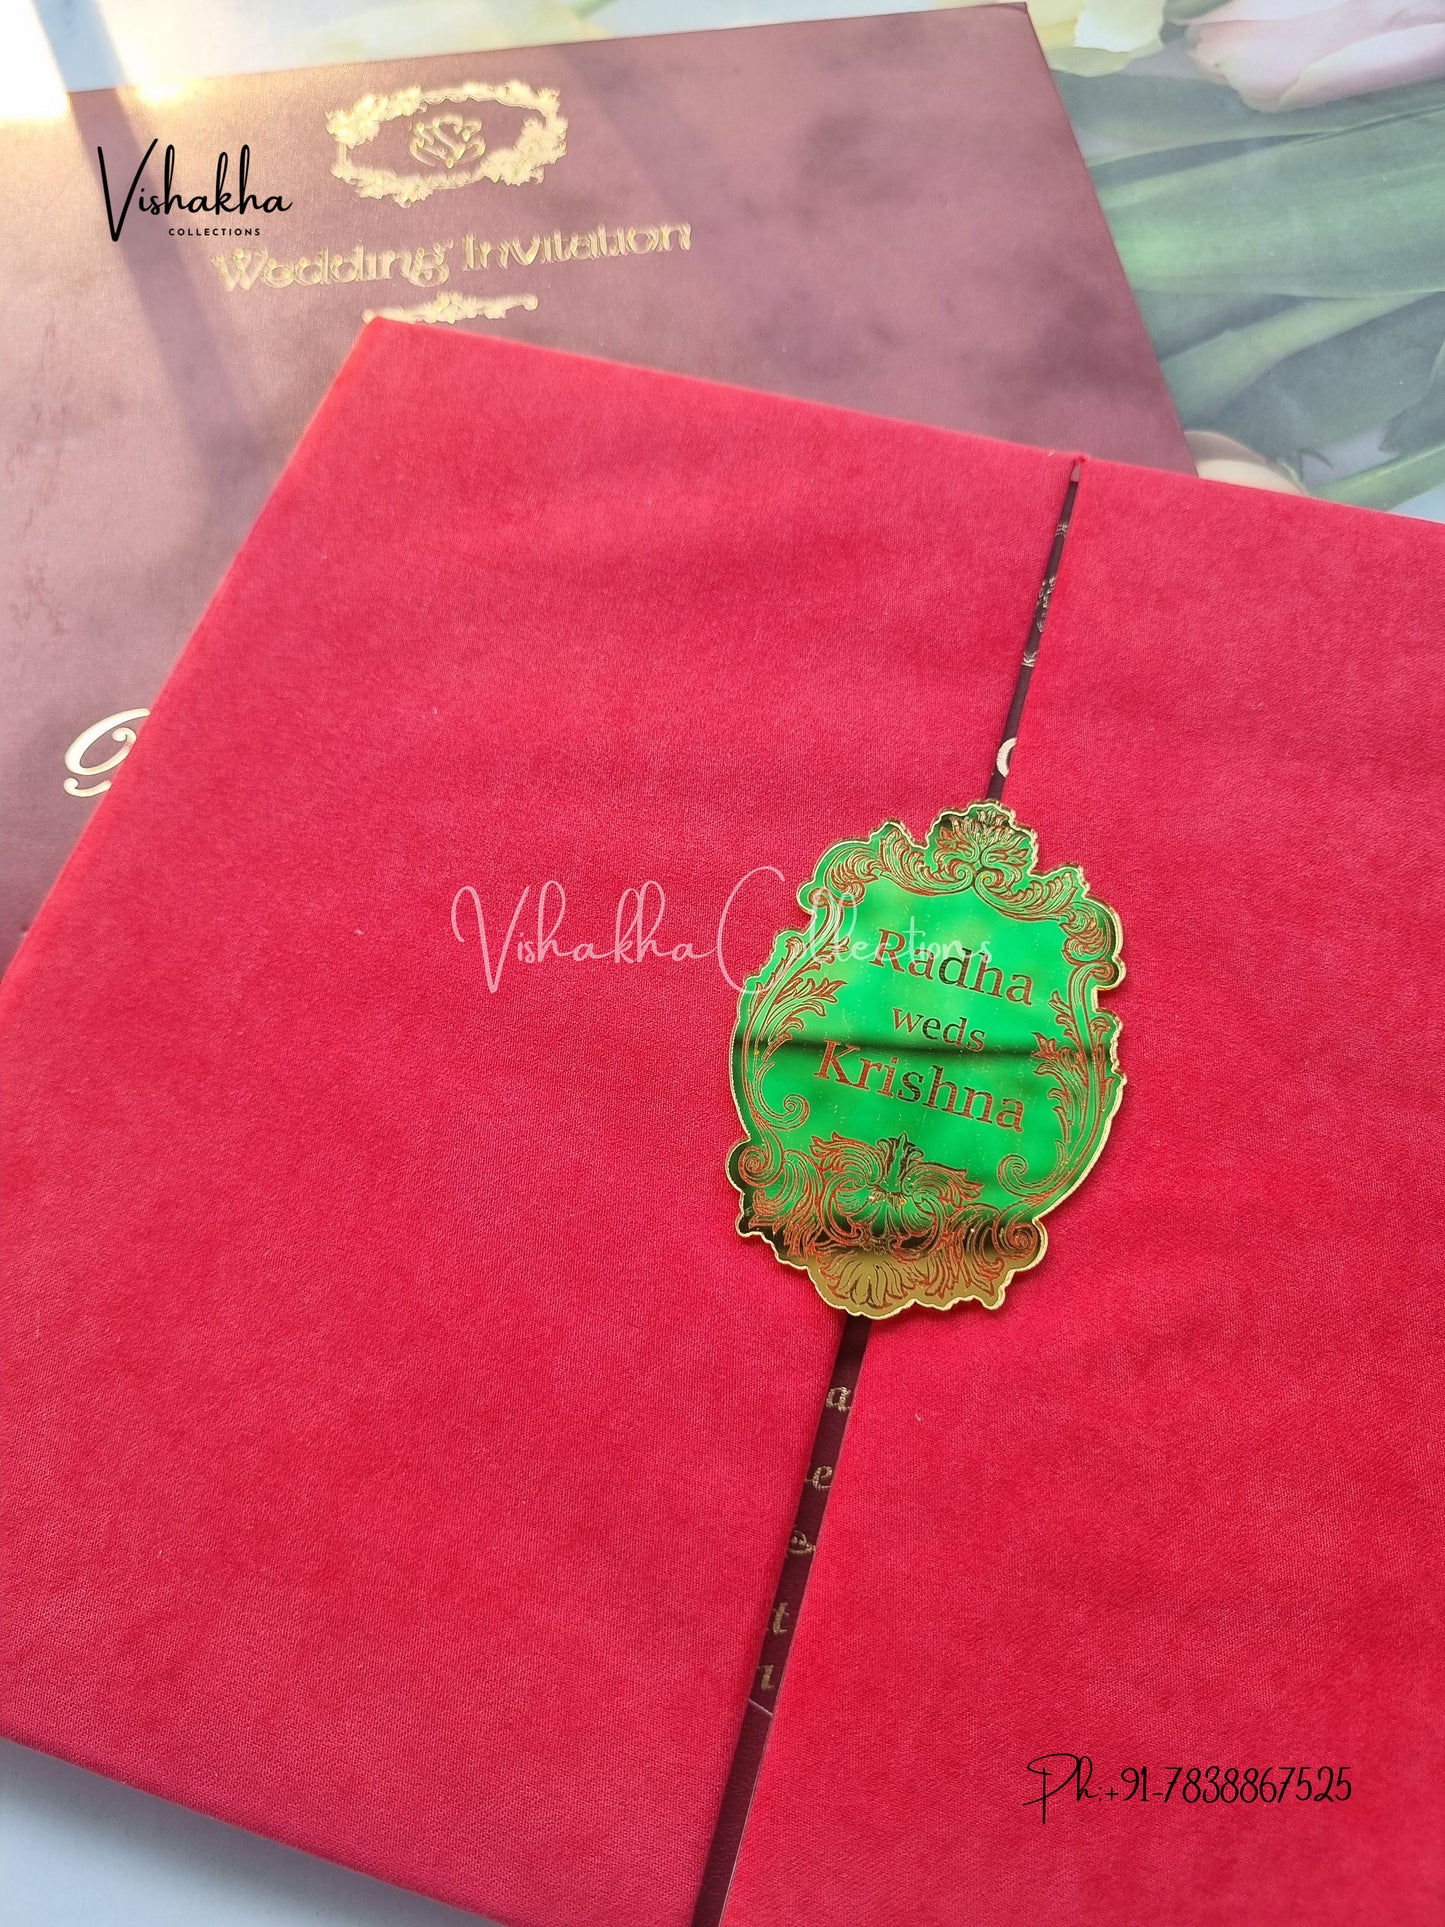 Vishakha
COLLECTIONS
Wedding Invitation
Vishakha Collections
Radha
weds
Krishna
a
e
Ph.:+91-7838867525